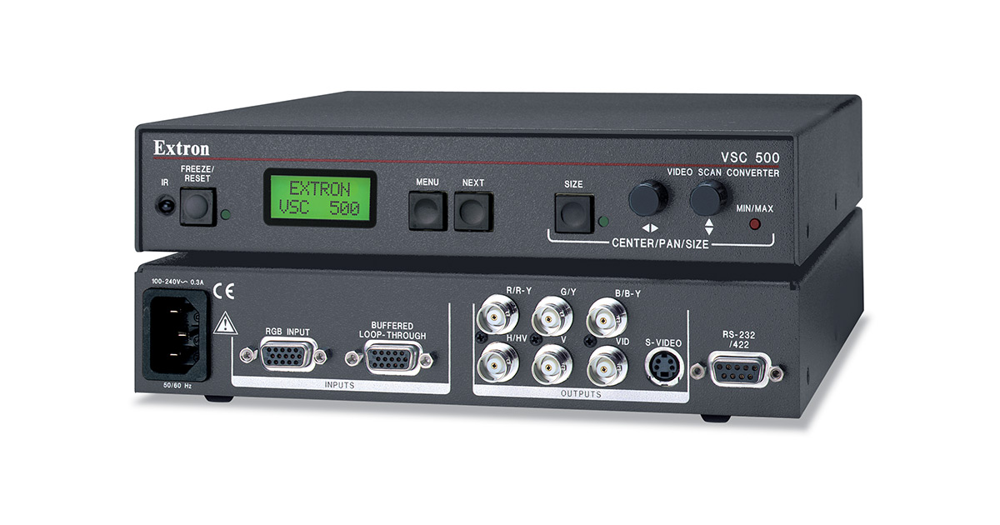 Extron
VSC 500
VIDEO SCAN CONVERTER
IR
FREEZE/
RESET
EXTRON
VSC 500
MENU
NEXT
SIZE
MIN/MAX
CENTER/PAN/SIZE
100-240V~ 0.3A
CE
50/60 Hz
RGB INPUT
BUFFERED
LOOP-THROUGH
INPUTS
R/R-Y
G/Y
B/B-Y
H/HV
V
VID
S-VIDEO
OUTPUTS
RS-232
/422